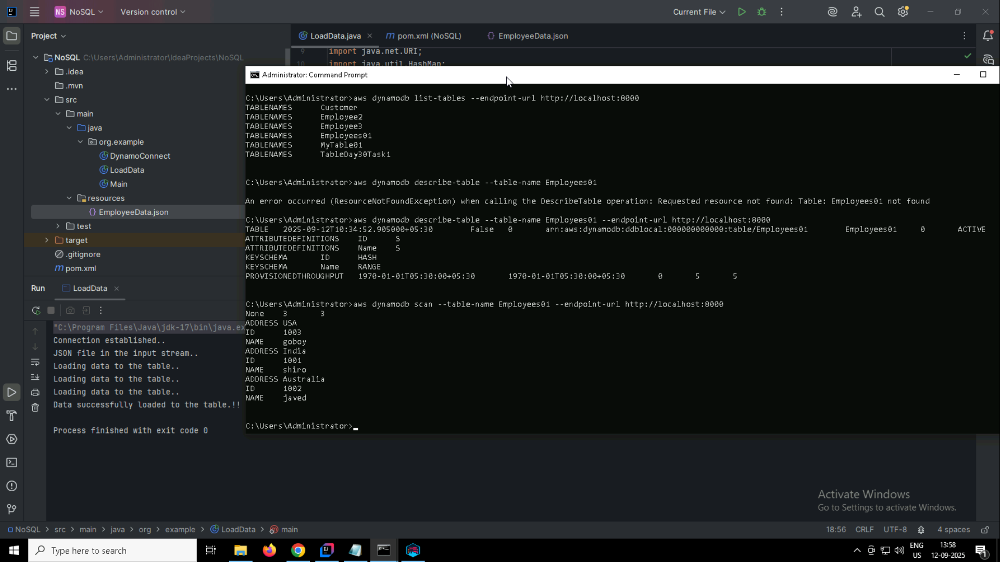 NS NoSQL Version control Current File
Project
LoadData.java
pom.xml (NoSQL)
EmployeeData.json
NoSQL C:\Users\Administrator\IdeaProjects\NoSQL
.idea
.mvn
src
main
java
org.example
DynamoConnect
LoadData
Main
resources
EmployeeData.json
test
target
.gitignore
pom.xml
9 import java.net.URI;
10 import java.util.HashMap;
Administrator: Command Prompt
C:\Users\Administrator>aws dynamodb list-tables --endpoint-url http://localhost:8000
TABLENAMES Customer
TABLENAMES Employee2
TABLENAMES Employee3
TABLENAMES Employees01
TABLENAMES MyTable01
TABLENAMES TableDay30Task1
C:\Users\Administrator>aws dynamodb describe-table --table-name Employees01
An error occurred (ResourceNotFoundException) when calling the DescribeTable operation: Requested resource not found: Table: Employees01 not found
C:\Users\Administrator>aws dynamodb describe-table --table-name Employees01 --endpoint-url http://localhost:8000
TABLE 2025-09-12T10:34:52.905000+05:30 False 0 arn:aws:dynamodb:ddblocal:000000000000:table/Employees01 Employees01 0 ACTIVE
ATTRIBUTEDEFINITIONS ID S
ATTRIBUTEDEFINITIONS Name S
KEYSCHEMA ID HASH
KEYSCHEMA Name RANGE
PROVISIONEDTHROUGHPUT 1970-01-01T05:30:00+05:30 1970-01-01T05:30:00+05:30 0 5 5
C:\Users\Administrator>aws dynamodb scan --table-name Employees01 --endpoint-url http://localhost:8000
None 3 3
ADDRESS USA
ID 1003
NAME goboy
ADDRESS India
ID 1001
NAME shiro
ADDRESS Australia
ID 1002
NAME javed
C:\Users\Administrator>
Run LoadData
"C:\Program Files\Java\jdk-17\bin\java.ex
Connection established..
JSON file in the input stream..
Loading data to the table..
Loading data to the table..
Loading data to the table..
Data successfully loaded to the table.!!
Process finished with exit code 0
Activate Windows
Go to Settings to activate Windows.
NoSQL > src > main > java > org > example > LoadData > main
18:56 CRLF UTF-8 4 spaces
Type here to search
ENG
US
13:58
12-09-2025
1